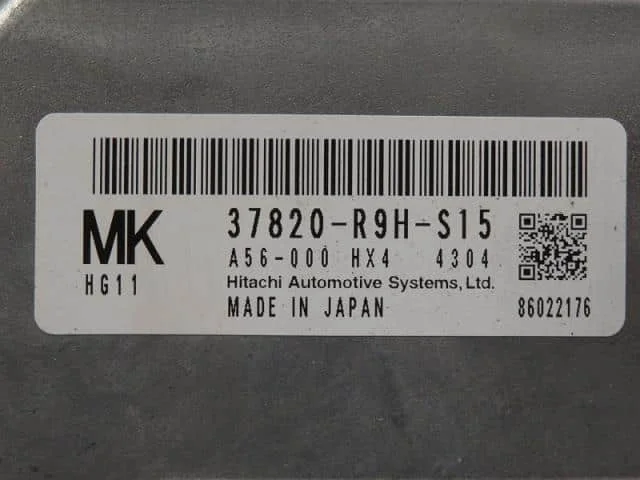 37820-R9H-S15
MK
A56-000 HX4 4304
HG11
Hitachi Automotive Systems, Ltd.
MADE IN JAPAN
86022176